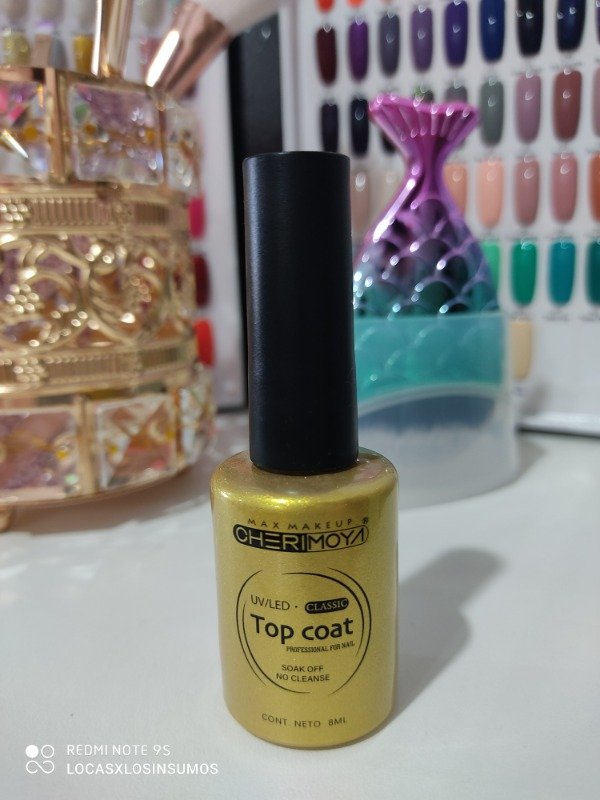 MAX MAKEUP ®
CHERIMOYA
UV/LED · CLASSIC
Top coat
PROFESSIONAL FOR NAIL
SOAK OFF
NO CLEANSE
CONT. NETO 8ML
REDMI NOTE 9S
LOCASXLOSINSUMOS